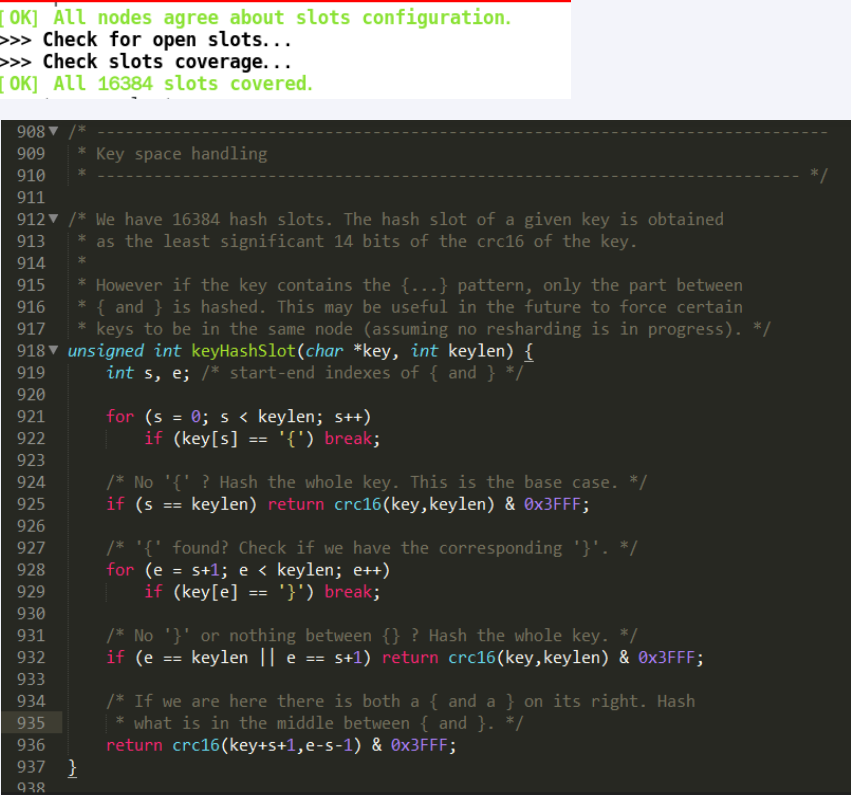 [OK] All nodes agree about slots configuration.
>>> Check for open slots...
>>> Check slots coverage...
[OK] All 16384 slots covered.
908 /* -----------------------------------------------------------------------------
909 * Key space handling
910 * -------------------------------------------------------------------------- */
911
912 /* We have 16384 hash slots. The hash slot of a given key is obtained
913 * as the least significant 14 bits of the crc16 of the key.
914 *
915 * However if the key contains the {...} pattern, only the part between
916 * { and } is hashed. This may be useful in the future to force certain
917 * keys to be in the same node (assuming no resharding is in progress). */
918 unsigned int keyHashSlot(char *key, int keylen) {
919 int s, e; /* start-end indexes of { and } */
920
921 for (s = 0; s < keylen; s++)
922 if (key[s] == '{') break;
923
924 /* No '{' ? Hash the whole key. This is the base case. */
925 if (s == keylen) return crc16(key,keylen) & 0x3FFF;
926
927 /* '{' found? Check if we have the corresponding '}'. */
928 for (e = s+1; e < keylen; e++)
929 if (key[e] == '}') break;
930
931 /* No '}' or nothing between {} ? Hash the whole key. */
932 if (e == keylen || e == s+1) return crc16(key,keylen) & 0x3FFF;
933
934 /* If we are here there is both a { and a } on its right. Hash
935 * what is in the middle between { and }. */
936 return crc16(key+s+1,e-s-1) & 0x3FFF;
937 }
938